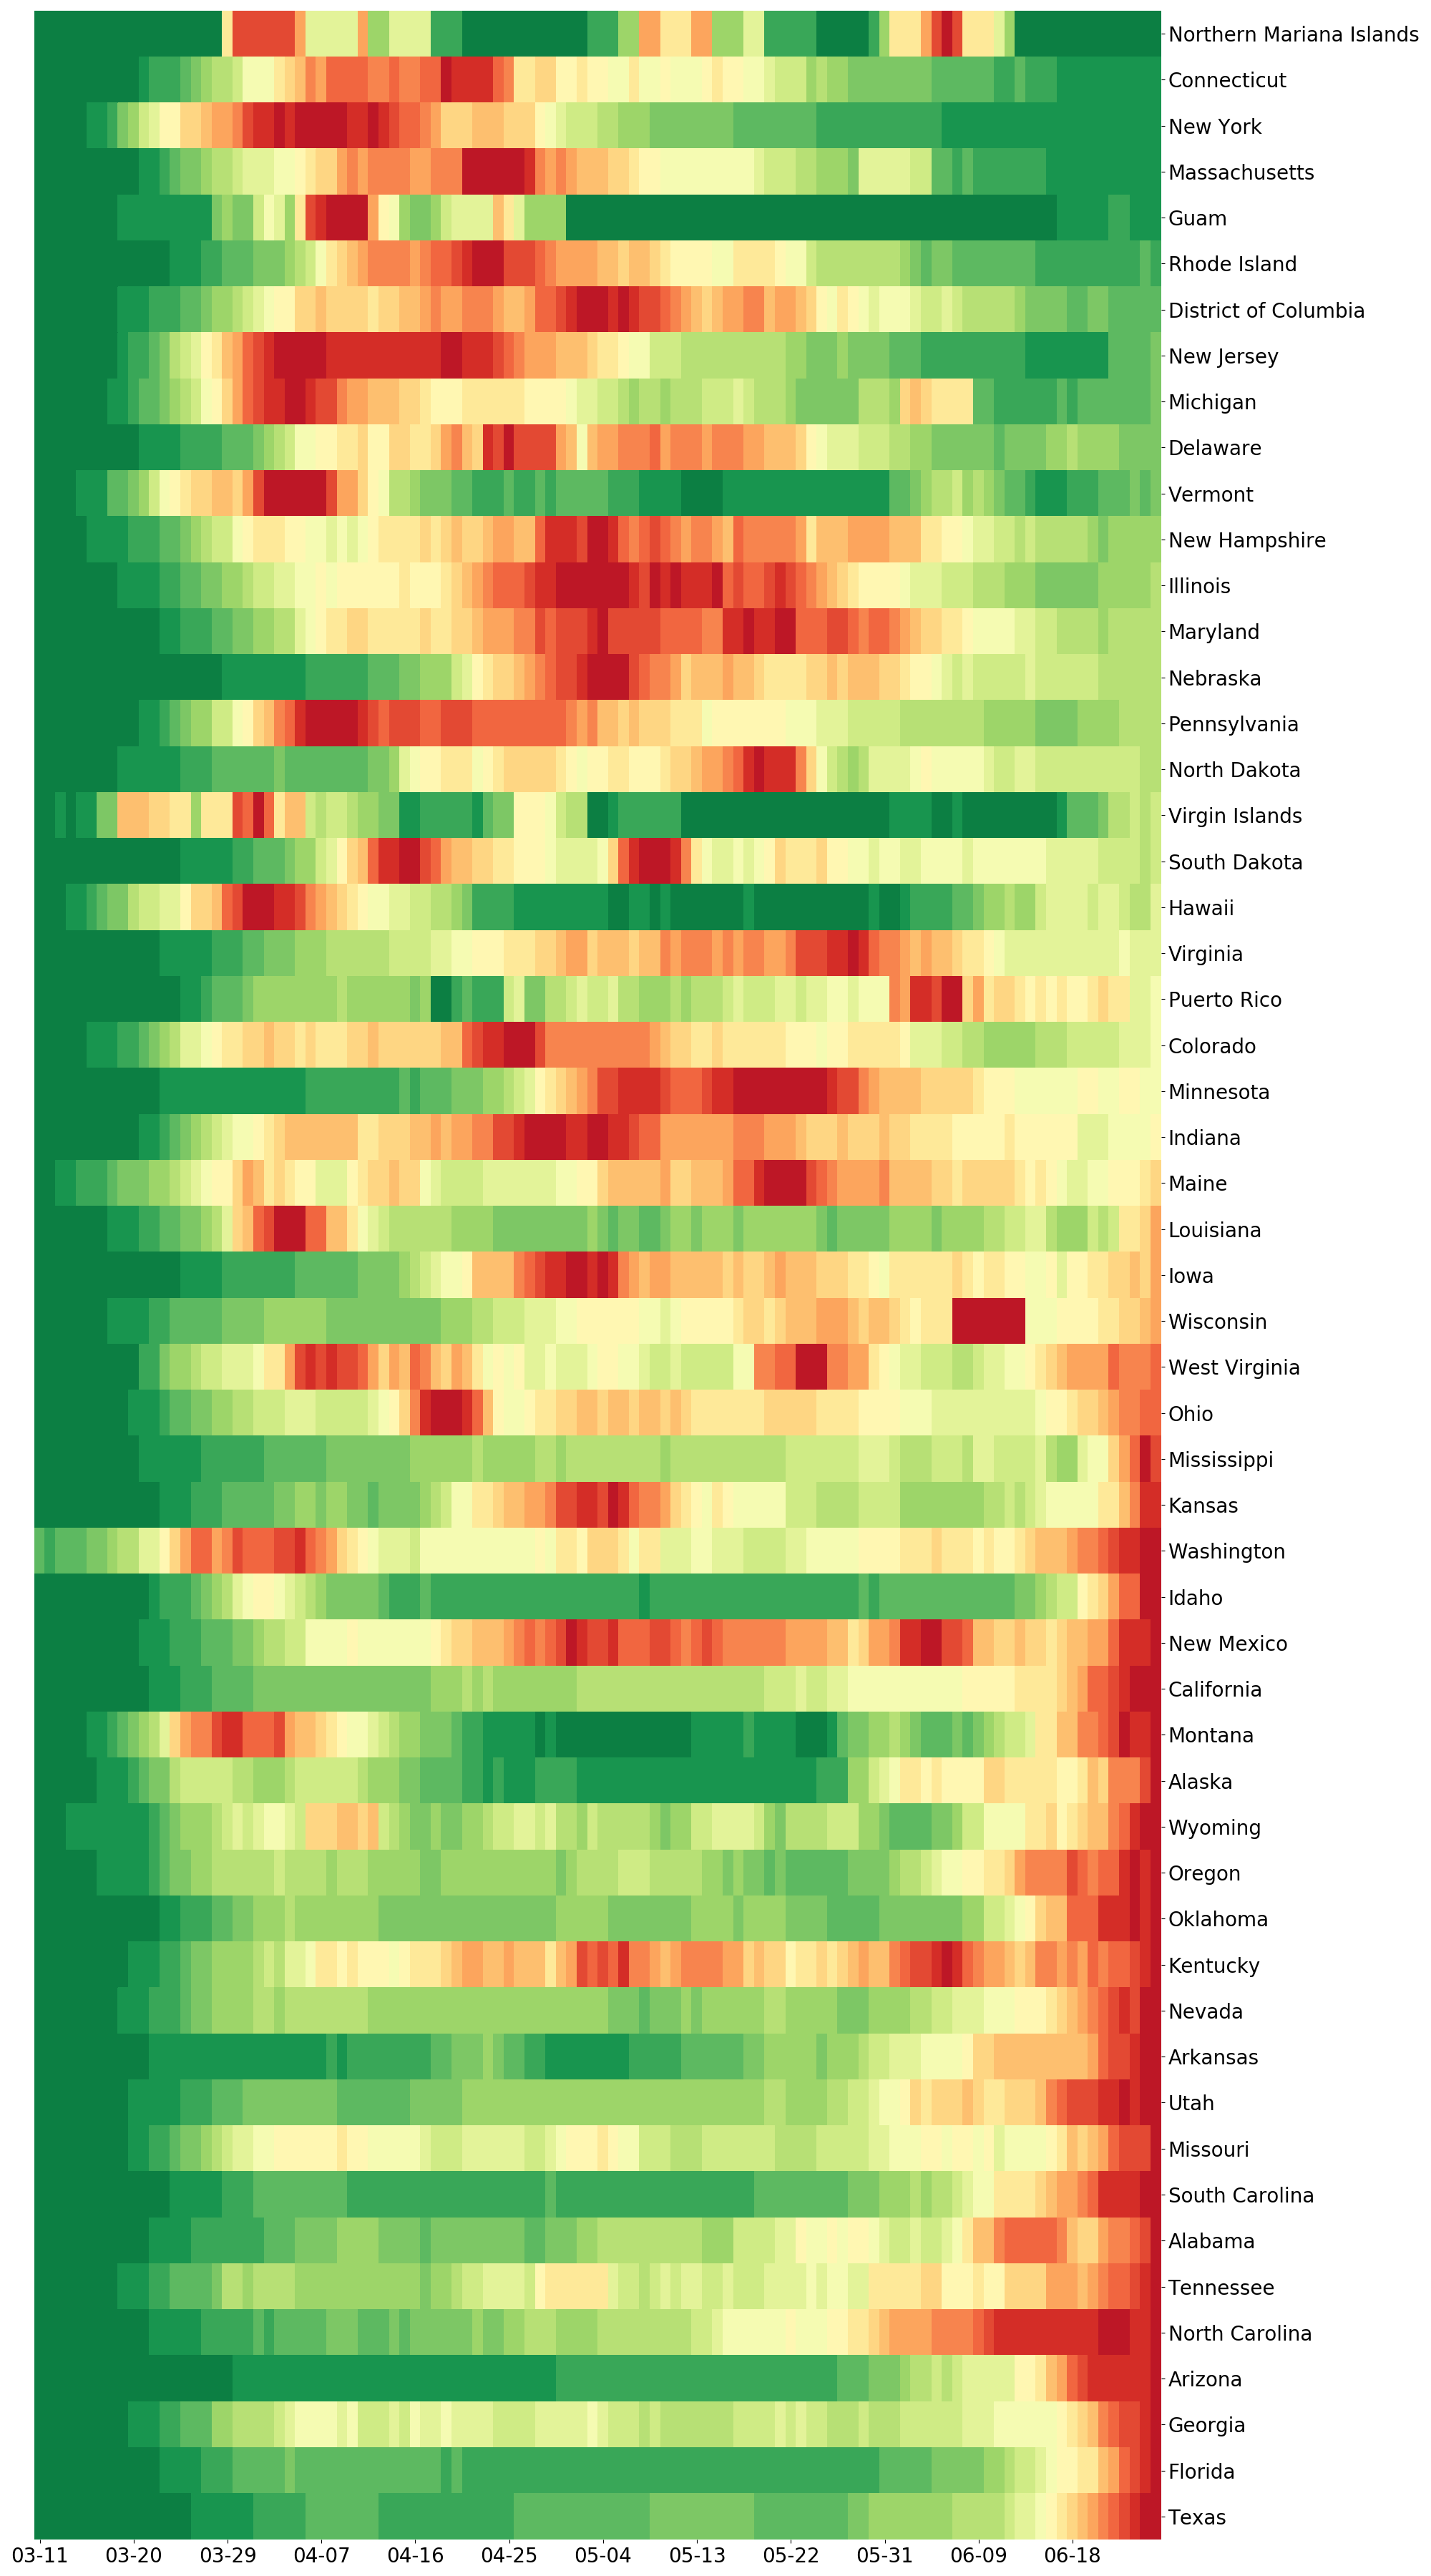 Northern Mariana Islands
Connecticut
New York
Massachusetts
Guam
Rhode Island
District of Columbia
New Jersey
Michigan
Delaware
Vermont
New Hampshire
Illinois
Maryland
Nebraska
Pennsylvania
North Dakota
Virgin Islands
South Dakota
Hawaii
Virginia
Puerto Rico
Colorado
Minnesota
Indiana
Maine
Louisiana
Iowa
Wisconsin
West Virginia
Ohio
Mississippi
Kansas
Washington
Idaho
New Mexico
California
Montana
Alaska
Wyoming
Oregon
Oklahoma
Kentucky
Nevada
Arkansas
Utah
Missouri
South Carolina
Alabama
Tennessee
North Carolina
Arizona
Georgia
Florida
Texas
03-11 03-20 03-29 04-07 04-16 04-25 05-04 05-13 05-22 05-31 06-09 06-18